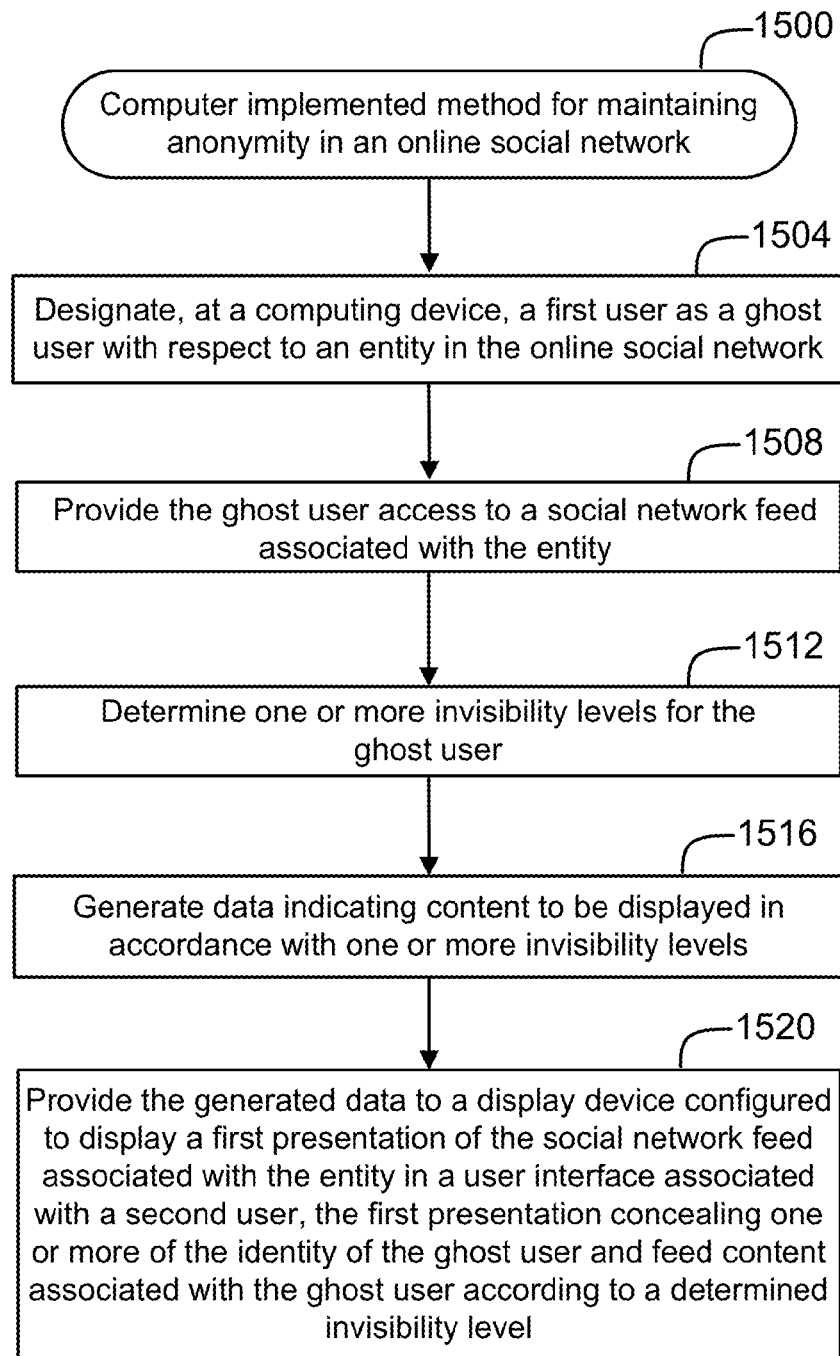 1500
Computer implemented method for maintaining
anonymity in an online social network
1504
Designate, at a computing device, a first user as a ghost
user with respect to an entity in the online social network
1508
Provide the ghost user access to a social network feed
associated with the entity
1512
Determine one or more invisibility levels for the
ghost user
1516
Generate data indicating content to be displayed in
accordance with one or more invisibility levels
1520
Provide the generated data to a display device configured
to display a first presentation of the social network feed
associated with the entity in a user interface associated
with a second user, the first presentation concealing one
or more of the identity of the ghost user and feed content
associated with the ghost user according to a determined
invisibility level